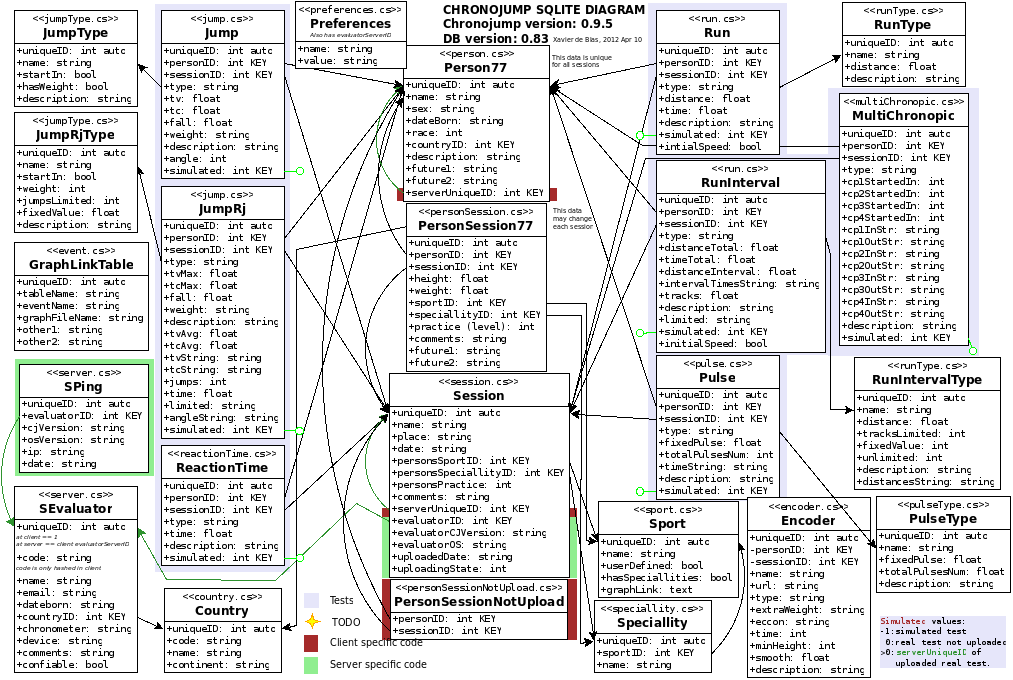 CHRONOJUMP SQLITE DIAGRAM
Chronojump version: 0.9.5
DB version: 0.83 Xavier de Blas, 2012 Apr 10
<<jumpType.cs>>
JumpType
+uniqueID: int autc
+name: string
+startIn: bool
+hasWeight: bool
+description: string
<<jumpType.cs>>
JumpRjType
+uniqueID: int autc
+name: string
+startIn: bool
+weight: int
+jumpsLimited: int
+fixedValue: float
+description: string
<<event.cs>>
GraphLinkTable
+uniqueID: int autc
+tableName: string
+eventName: string
+graphFileName: string
+other1: string
+other2: string
<<server.cs>>
SPing
+uniqueID: int autc
+evaluatorID: int KEY
+cjVersion: string
+osVersion: string
+ip: string
+date: string
<<server.cs>>
SEvaluator
+uniqueID: int autc
at client == 1
at server == client evaluatorServerID
+code: string
code is only hashed in client
+name: string
+email: string
+dateborn: string
+countryID: int KEY
+chronometer: string
+device: string
+comments: string
+confiable: bool
<<jump.cs>>
Jump
+uniqueID: int autc
+personID: int KEY
+sessionID: int KEY
+type: string
+tv: float
+tc: float
+fall: float
+weight: string
+description: string
+angle: int
+simulated: int KEY
<<jump.cs>>
JumpRj
+uniqueID: int autc
+personID: int KEY
+sessionID: int KEY
+type: string
+tvMax: float
+tcMax: float
+fall: float
+weight: string
+description: string
+tvAvg: float
+tcAvg: float
+tvString: string
+tcString: string
+jumps: int
+time: float
+limited: string
+angleString: string
+simulated: int KEY
<<reactionTime.cs>>
ReactionTime
+uniqueID: int autc
+personID: int KEY
+sessionID: int KEY
+type: string
+time: float
+description: string
+simulated: int KEY
<<country.cs>>
Country
+uniqueID: int autc
+code: string
+name: string
+continent: string
<<preferences.cs>>
Preferences
Also has evaluatorServerID
+name: string
+value: string
<<person.cs>>
Person77
+uniqueID: int autc
+name: string
+sex: string
+dateBorn: string
+race: int
+countryID: int KEY
+description: string
+future1: string
+future2: string
+serverUniqueID: int KEY
This data is unique
for all sessions
<<personSession.cs>>
PersonSession77
+uniqueID: int autc
+personID: int KEY
+sessionID: int KEY
+height: float
+weight: float
+sportID: int KEY
+speciallityID: int KEY
+practice (level): int
+comments: string
+future1: string
+future2: string
This data
may change
each session
<<session.cs>>
Session
+uniqueID: int autc
+name: string
+place: string
+date: string
+personsSportID: int KEY
+personsSpeciallityID: int KEY
+personsPractice: int
+comments: string
+serverUniqueID: int KEY
+evaluatorID: int KEY
+evaluatorCJVersion: string
+evaluatorOS: string
+uploadedDate: string
+uploadingState: int
<<personSessionNotUpload.cs>>
PersonSessionNotUpload
+personID: int KEY
+sessionID: int KEY
Tests
TODO
Client specific code
Server specific code
<<run.cs>>
Run
+uniqueID: int autc
+personID: int KEY
+sessionID: int KEY
+type: string
+distance: float
+time: float
+description: string
+simulated: int KEY
+intialSpeed: bool
<<run.cs>>
RunInterval
+uniqueID: int autc
+personID: int KEY
+sessionID: int KEY
+type: string
+distanceTotal: float
+timeTotal: float
+distanceInterval: float
+intervalTimesString: string
+tracks: float
+description: string
+limited: string
+simulated: int KEY
+initialSpeed: bool
<<pulse.cs>>
Pulse
+uniqueID: int autc
+personID: int KEY
+sessionID: int KEY
+type: string
+fixedPulse: float
+totalPulsesNum: int
+timeString: string
+description: string
+simulated: int KEY
<<sport.cs>>
Sport
+uniqueID: int autc
+name: string
+userDefined: bool
+hasSpeciallities: bool
+graphLink: text
<<speciallity.cs>>
Speciallity
+uniqueID: int autc
+sportID: int KEY
+name: string
<<encoder.cs>>
Encoder
+uniqueID: int autc
-personID: int KEY
-sessionID: int KEY
+name: string
+url: string
+type: string
+extraWeight: string
+eccon: string
+time: int
+minHeight: int
+smooth: float
+description: string
<<runType.cs>>
RunType
+uniqueID: int autc
+name: string
+distance: float
+description: string
<<multiChronopic.cs>>
MultiChronopic
+uniqueID: int autc
+personID: int KEY
+sessionID: int KEY
+type: string
+cp1StartedIn: int
+cp2StartedIn: int
+cp3StartedIn: int
+cp4StartedIn: int
+cp1InStr: string
+cp1OutStr: string
+cp2InStr: string
+cp2OutStr: string
+cp3InStr: string
+cp3OutStr: string
+cp4InStr: string
+cp4OutStr: string
+description: string
+simulated: int KEY
<<runType.cs>>
RunIntervalType
+uniqueID: int autc
+name: string
+distance: float
+tracksLimited: int
+fixedValue: int
+unlimited: int
+description: string
+distancesString: string
<<pulseType.cs>>
PulseType
+uniqueID: int autc
+name: string
+fixedPulse: float
+totalPulsesNum: float
+description: string
Simulated values:
-1:simulated test
0:real test not uploaded
>0:serverUniqueID of
uploaded real test.